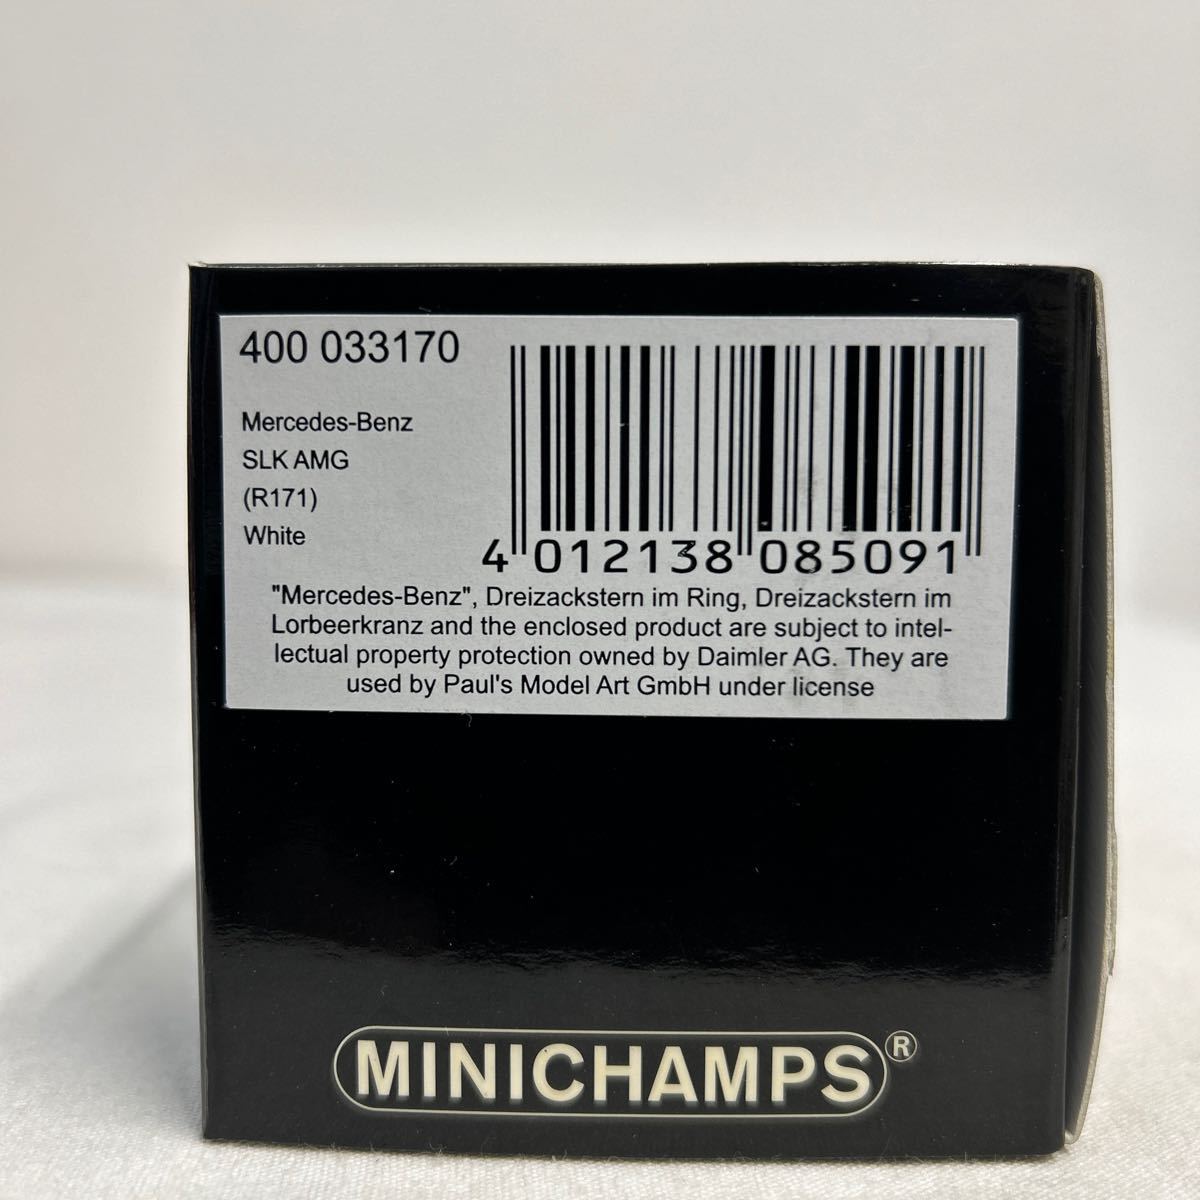 400 033170
Mercedes-Benz
SLK AMG
(R171)
White
4 012138 085091
"Mercedes-Benz", Dreizackstern im Ring, Dreizackstern im
Lorbeerkranz and the enclosed product are subject to intel-
lectual property protection owned by Daimler AG. They are
used by Paul's Model Art GmbH under license
MINICHAMPS®